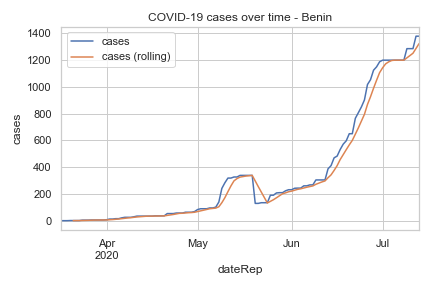 COVID-19 cases over time - Benin
cases
cases (rolling)
1400
1200
1000
800
600
400
200
0
cases
Apr
2020
May
Jun
Jul
dateRep